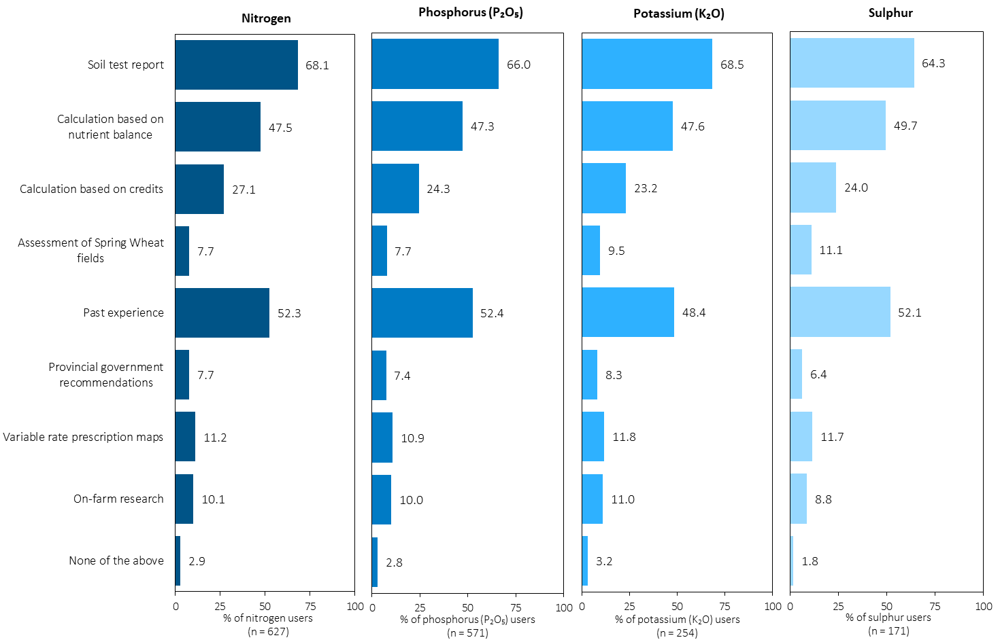 Nitrogen
Phosphorus (P₂O₅)
Potassium (K₂O)
Sulphur
Soil test report
68.1
66.0
68.5
64.3
Calculation based on
nutrient balance
47.5
47.3
47.6
49.7
Calculation based on credits
27.1
24.3
23.2
24.0
Assessment of Spring Wheat
fields
7.7
7.7
9.5
11.1
Past experience
52.3
52.4
48.4
52.1
Provincial government
recommendations
7.7
7.4
8.3
6.4
Variable rate prescription maps
11.2
10.9
11.8
11.7
On-farm research
10.1
10.0
11.0
8.8
None of the above
2.9
2.8
3.2
1.8
0 25 50 75 100
% of nitrogen users
(n = 627)
0 25 50 75 100
% of phosphorus (P₂O₅) users
(n = 571)
0 25 50 75 100
% of potassium (K₂O) users
(n = 254)
0 25 50 75 100
% of sulphur users
(n = 171)